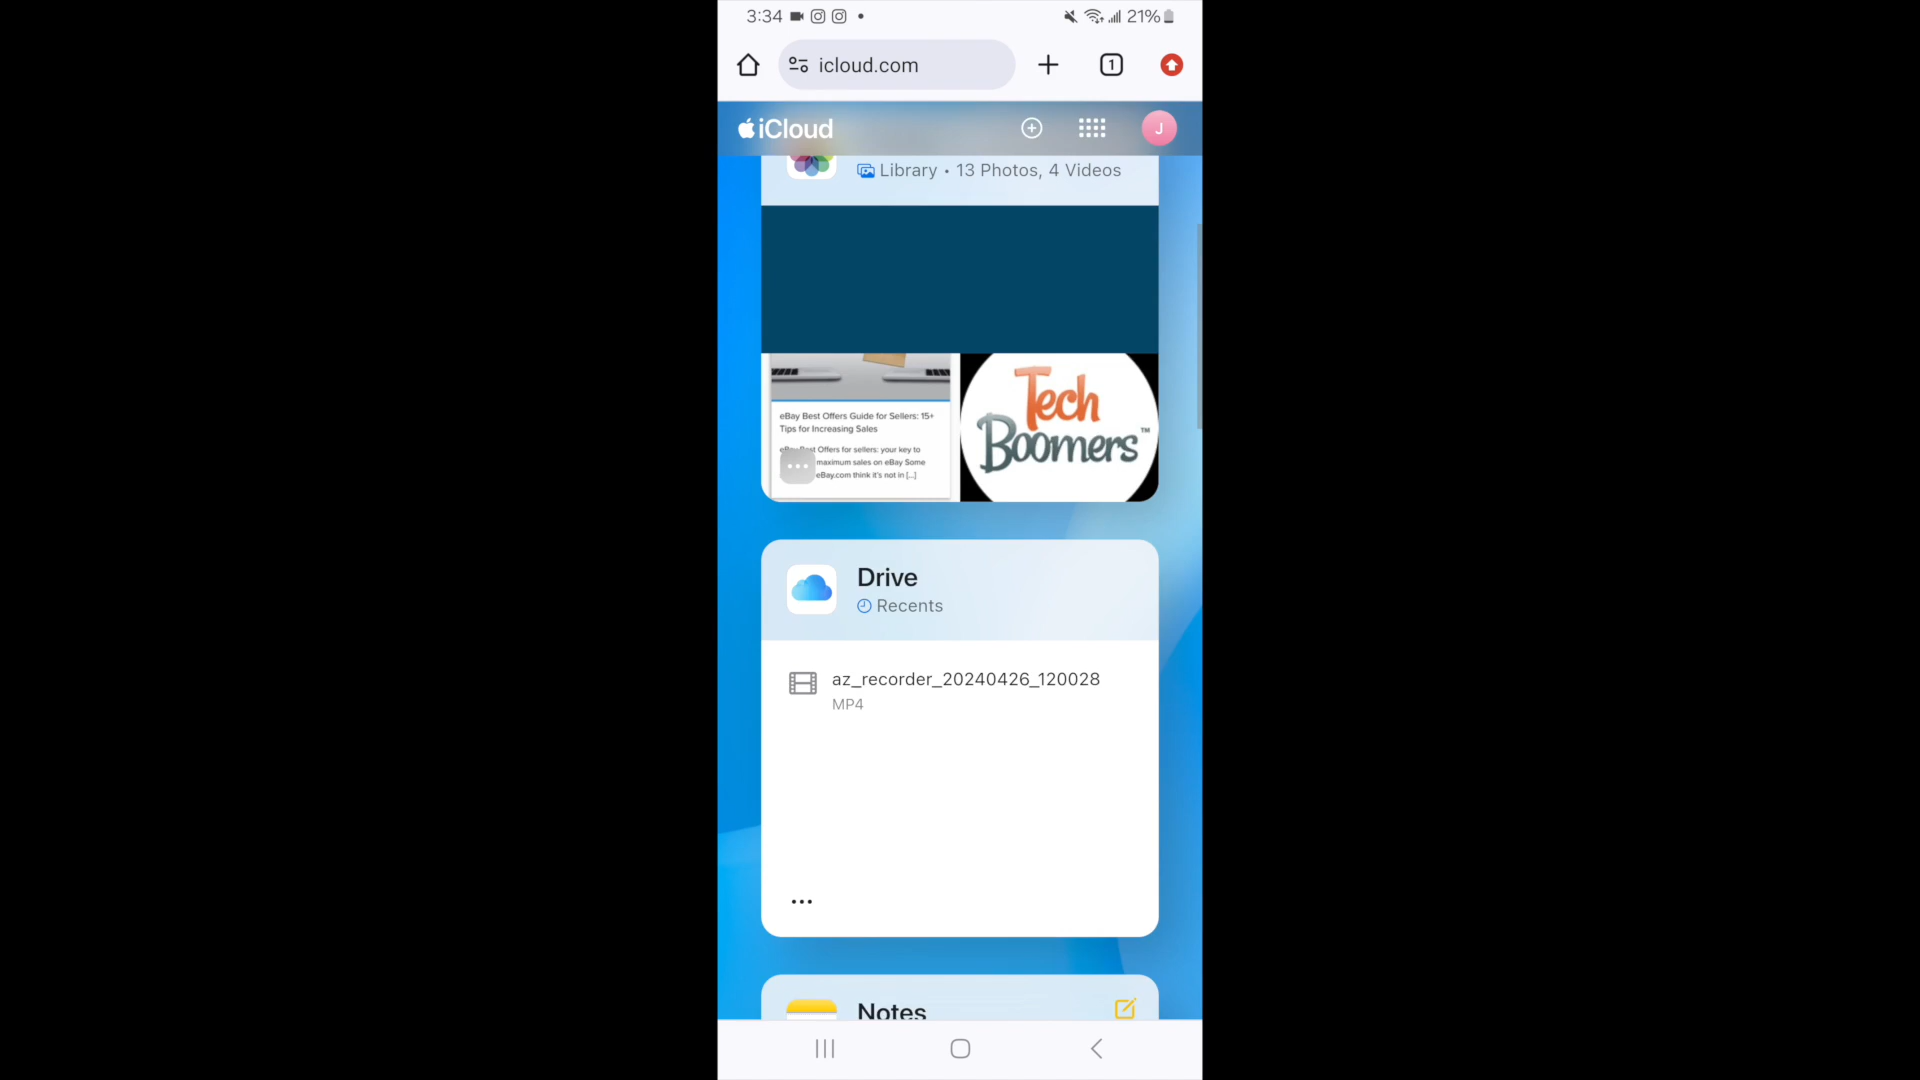 3:34
21%
icloud.com
1
iCloud
J
Library • 13 Photos, 4 Videos
eBay Best Offers Guide for Sellers: 15+
Tips for Increasing Sales
Best Offers for sellers: your key to
maximum sales on eBay Some
eBay.com think it's not in [...]
Tech
Boomers™
Drive
Recents
az_recorder_20240426_120028
MP4
Notes